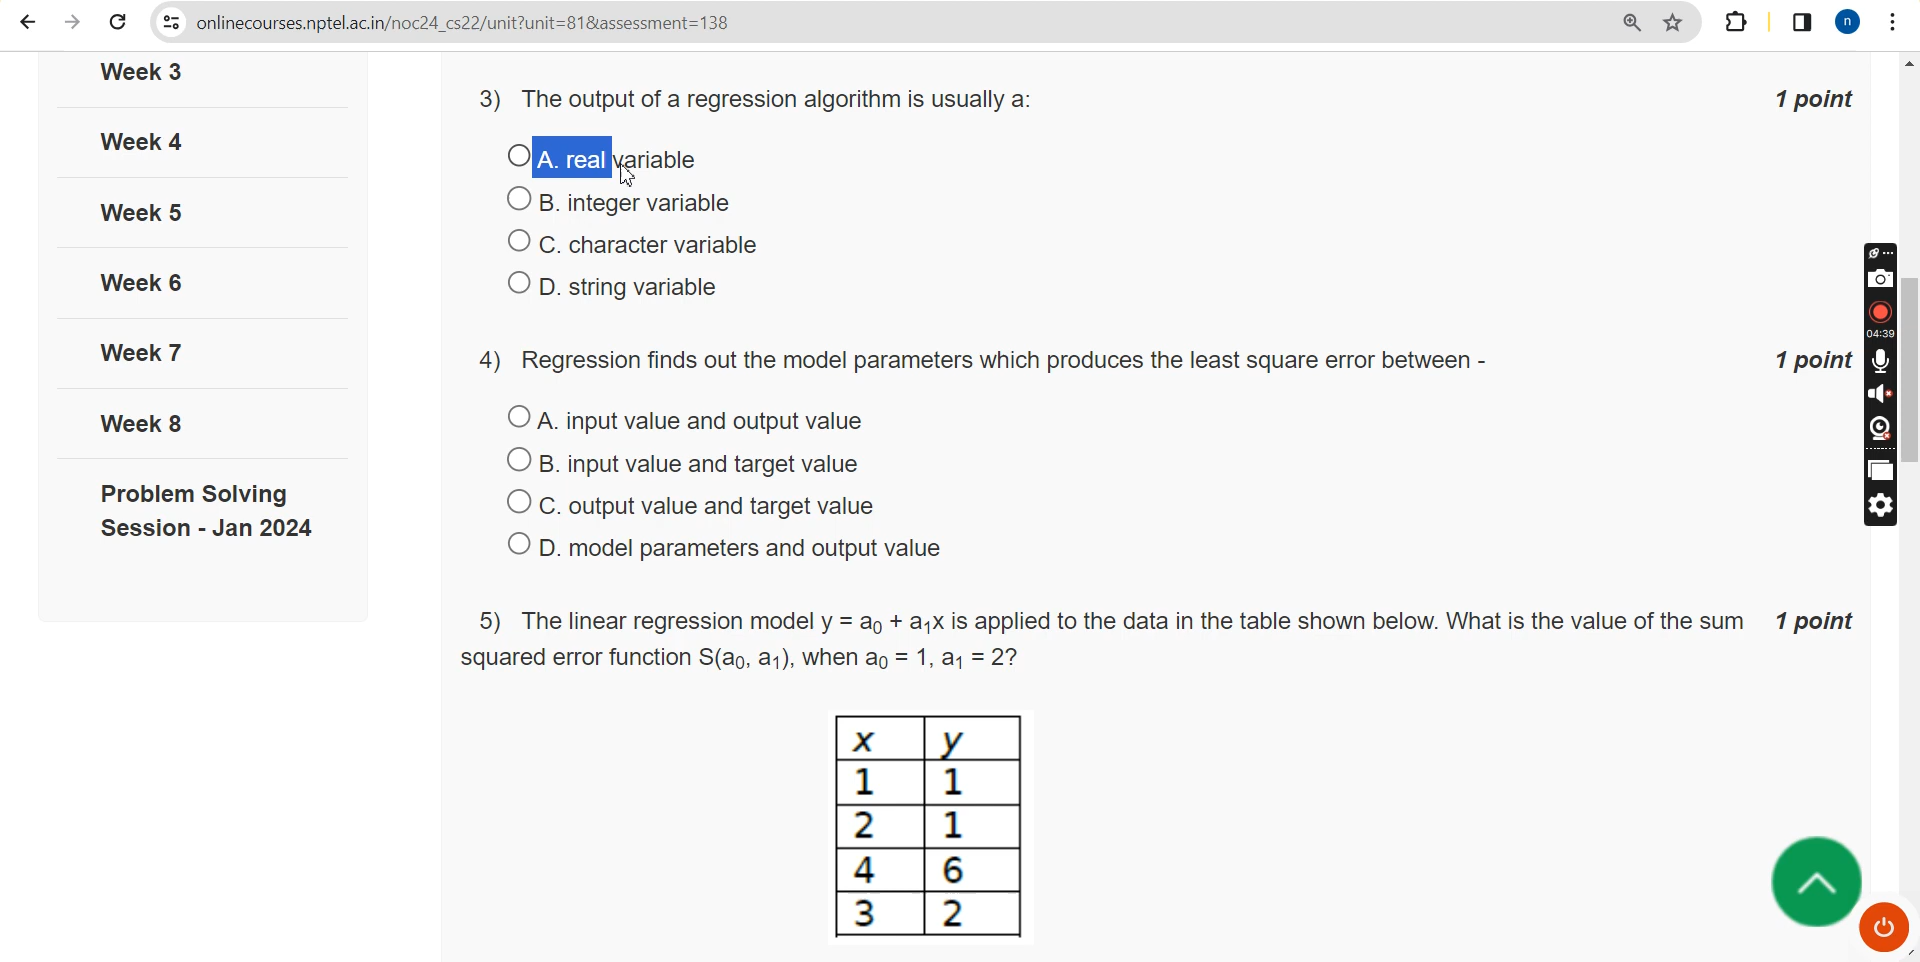 onlinecourses.nptel.ac.in/noc24_cs22/unit?unit=81&assessment=138
n
Week 3
Week 4
Week 5
Week 6
Week 7
Week 8
Problem Solving
Session - Jan 2024
3) The output of a regression algorithm is usually a: 1 point
A. real variable
B. integer variable
C. character variable
D. string variable
4) Regression finds out the model parameters which produces the least square error between - 1 point
A. input value and output value
B. input value and target value
C. output value and target value
D. model parameters and output value
5) The linear regression model y = a₀ + a₁x is applied to the data in the table shown below. What is the value of the sum 1 point
squared error function S(a₀, a₁), when a₀ = 1, a₁ = 2?
x y
1 1
2 1
4 6
3 2
04:39